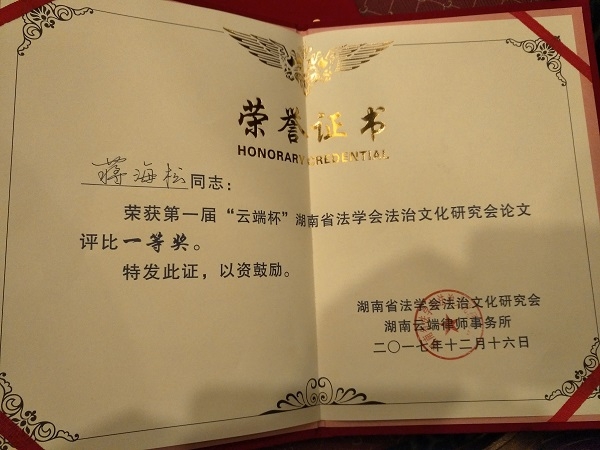 荣誉证书
HONORARY CREDENTIAL
蒋海松同志：
荣获第一届“云端杯”湖南省法学会法治文化研究会论文
评比一等奖。
特发此证，以资鼓励。
湖南省法学会法治文化研究会
湖南云端律师事务所
二〇一七年十二月十六日